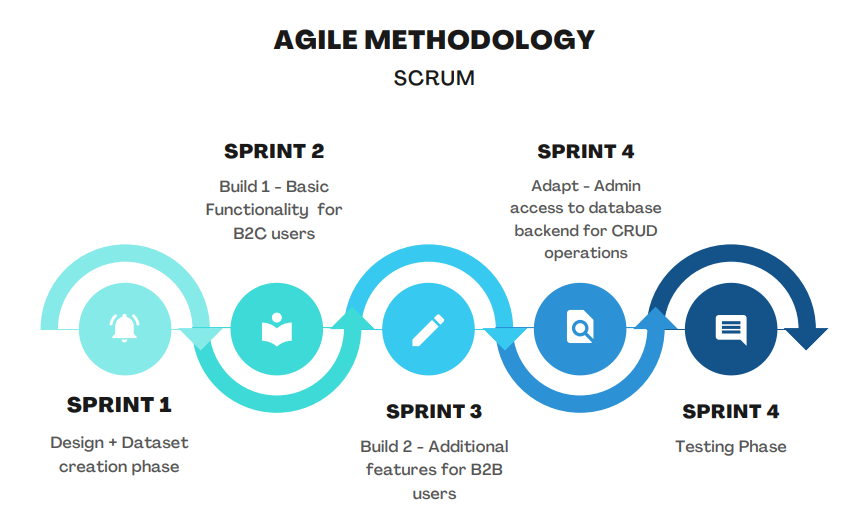 AGILE METHODOLOGY
SCRUM
SPRINT 1
Design + Dataset
creation phase
SPRINT 2
Build 1 - Basic
Functionality for
B2C users
SPRINT 3
Build 2 - Additional
features for B2B
users
SPRINT 4
Adapt - Admin
access to database
backend for CRUD
operations
SPRINT 4
Testing Phase